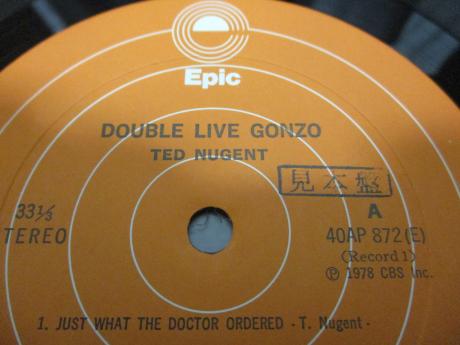 Epic
DOUBLE LIVE GONZO
TED NUGENT
見本盤
33⅓ A
TEREO 40AP 872(E)
(Record 1)
Ⓟ 1978 CBS Inc.
1. JUST WHAT THE DOCTOR ORDERED - T. Nugent -